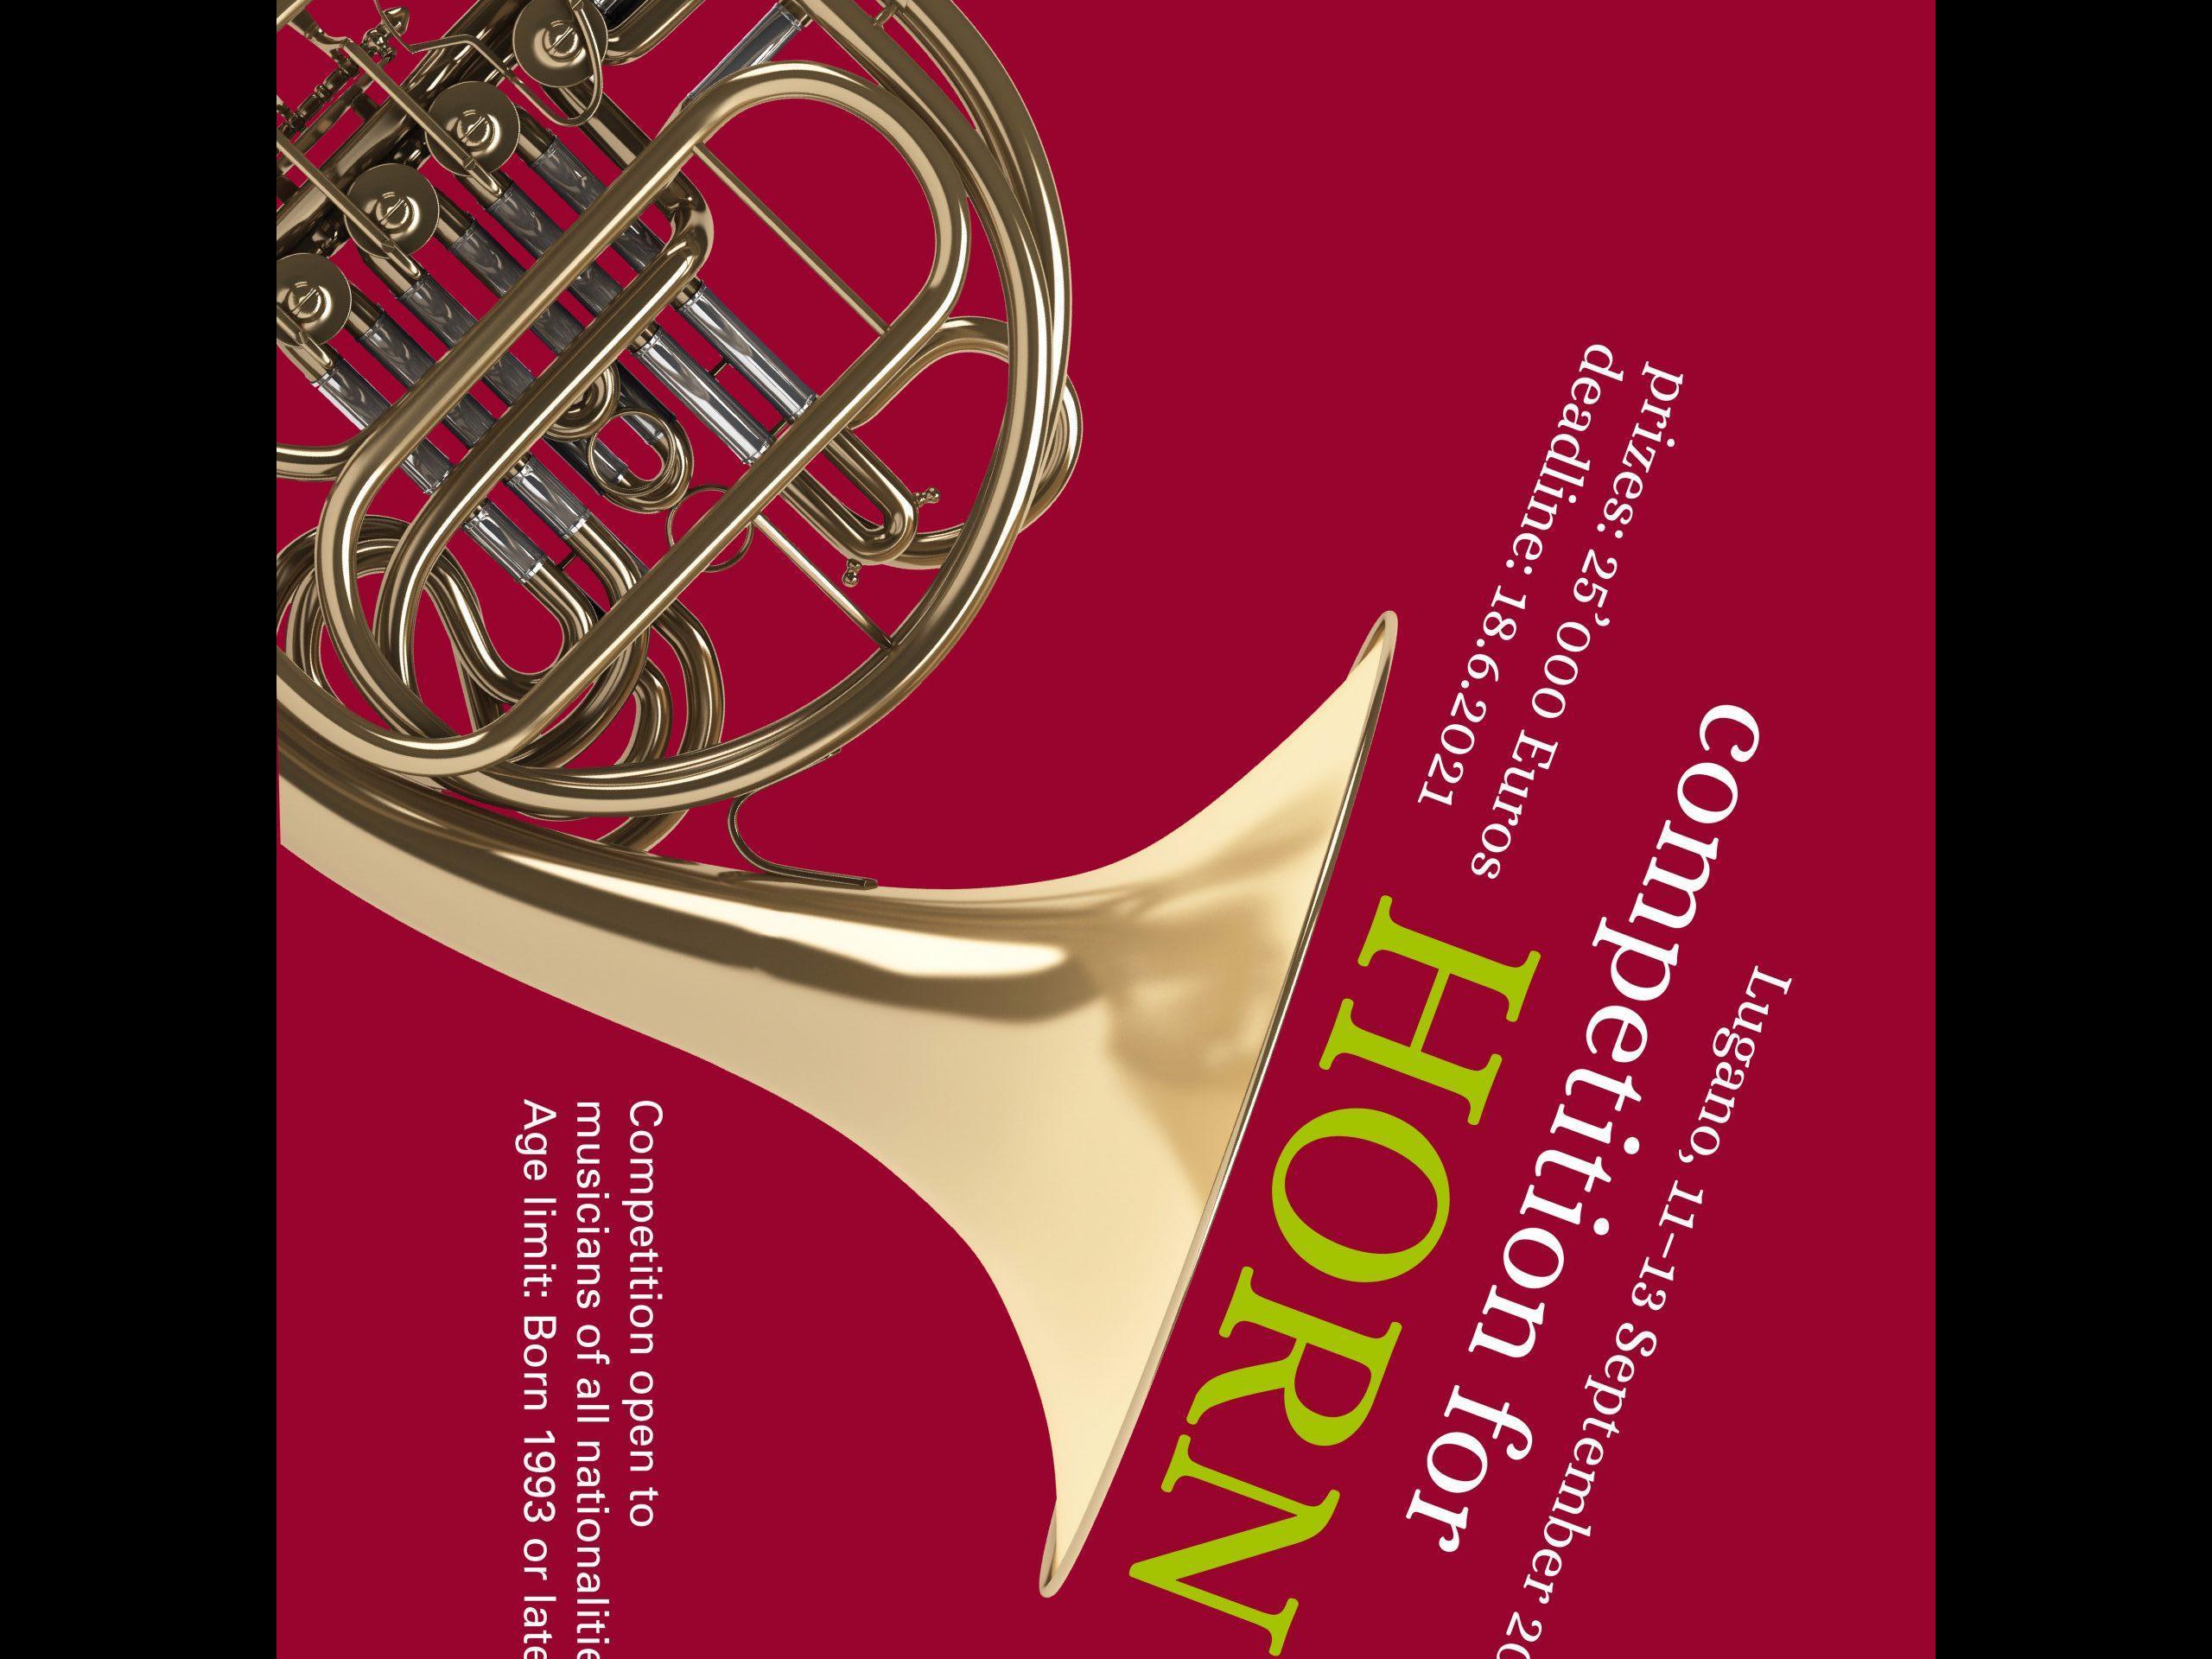 Lugano, 11–13 September 20
competition for
HORN
prizes: 25’000 Euros
deadline: 18.6.2021
Competition open to
musicians of all nationalitie
Age limit: Born 1993 or late